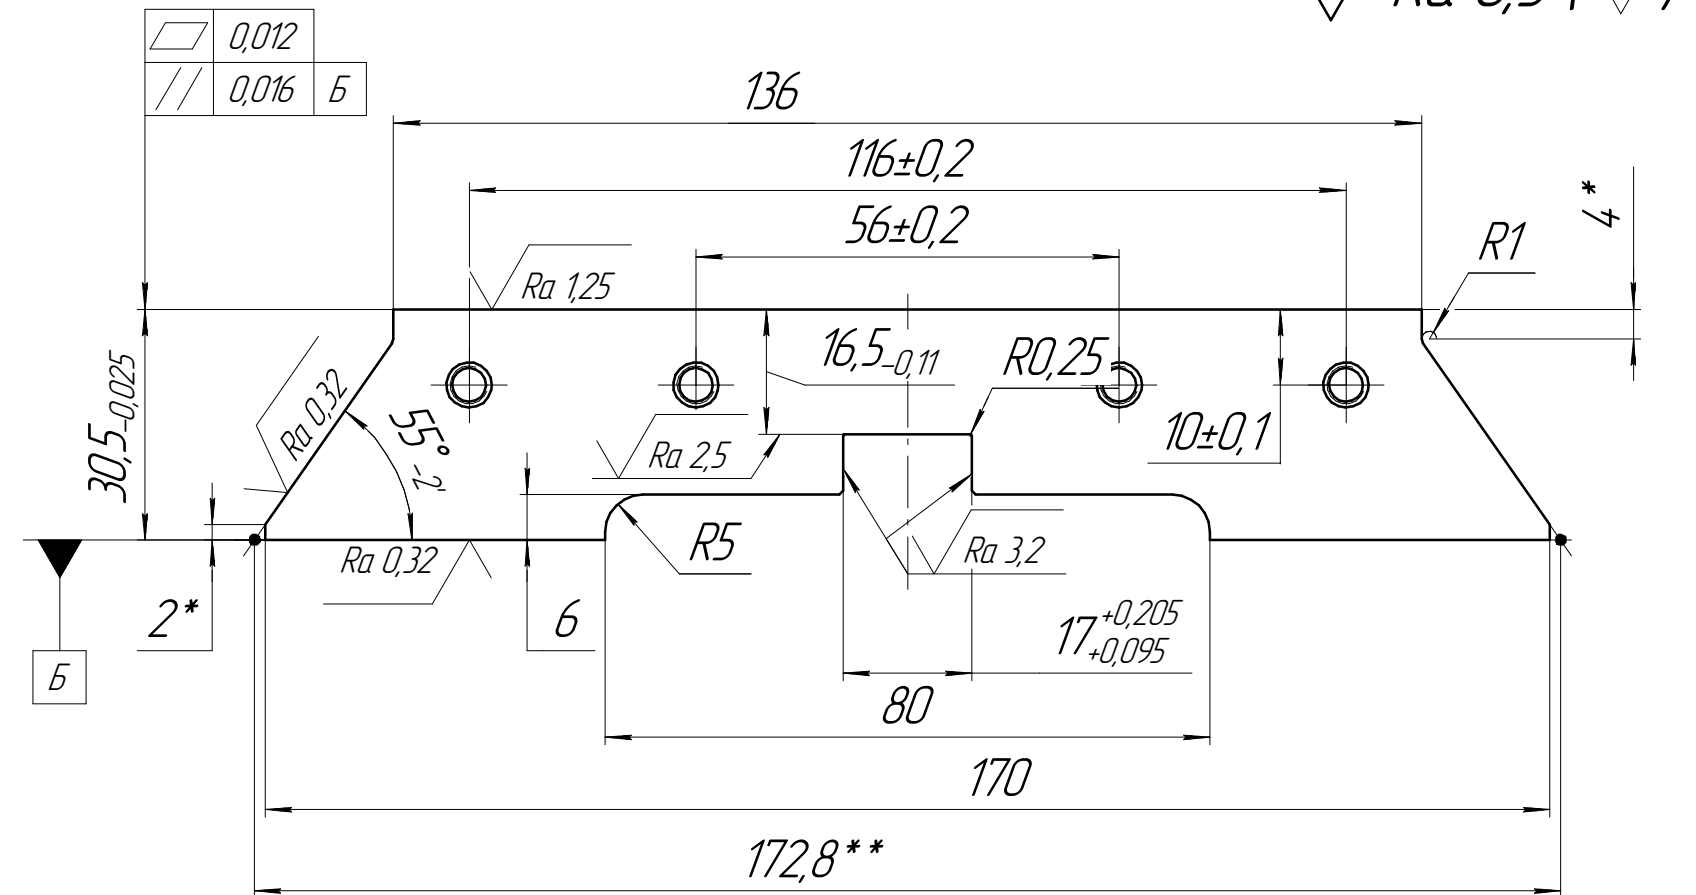 0,012
0,016 Б
136
116±0,2
56±0,2
4*
R1
Ra 1,25
16,5-0,11
R0,25
30,5-0,025
Ra 0,32
55° -2'
Ra 2,5
10±0,1
R5
Ra 0,32
Ra 3,2
2*
6
17+0,205
+0,095
Б
80
170
172,8**